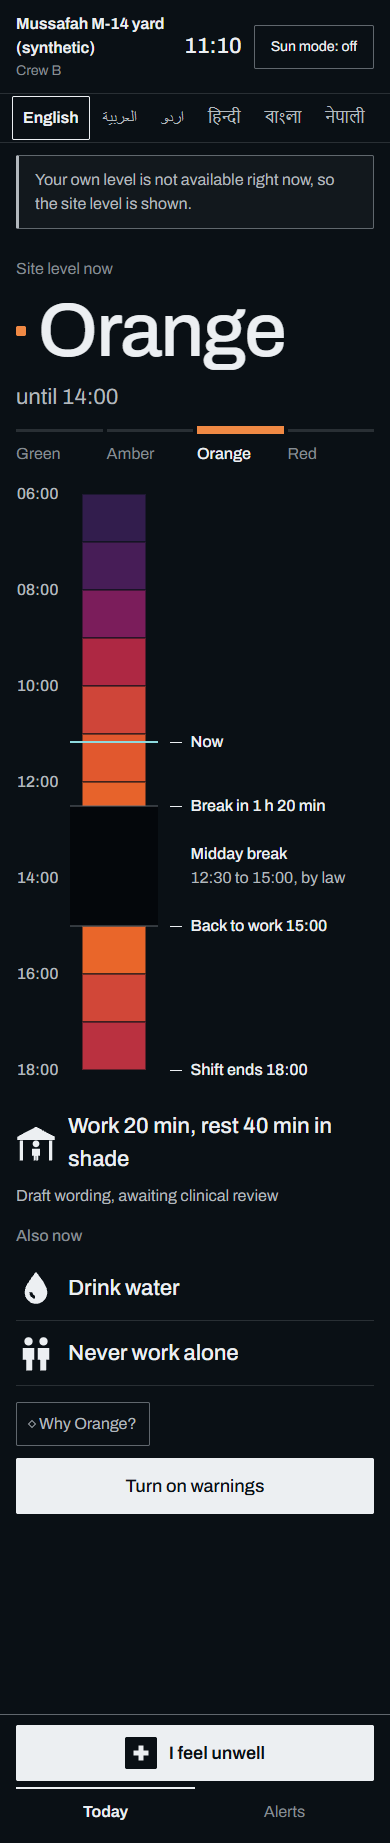 Mussafah M-14 yard
(synthetic)
Crew B
11:10
Sun mode: off
English
العربية
اردو
हिन्दी
বাংলা
नेपाली
Your own level is not available right now, so
the site level is shown.
Site level now
Orange
until 14:00
Green
Amber
Orange
Red
06:00
08:00
10:00
Now
12:00
Break in 1 h 20 min
Midday break
14:00
12:30 to 15:00, by law
Back to work 15:00
16:00
18:00
Shift ends 18:00
Work 20 min, rest 40 min in
shade
Draft wording, awaiting clinical review
Also now
Drink water
Never work alone
Why Orange?
Turn on warnings
I feel unwell
Today
Alerts